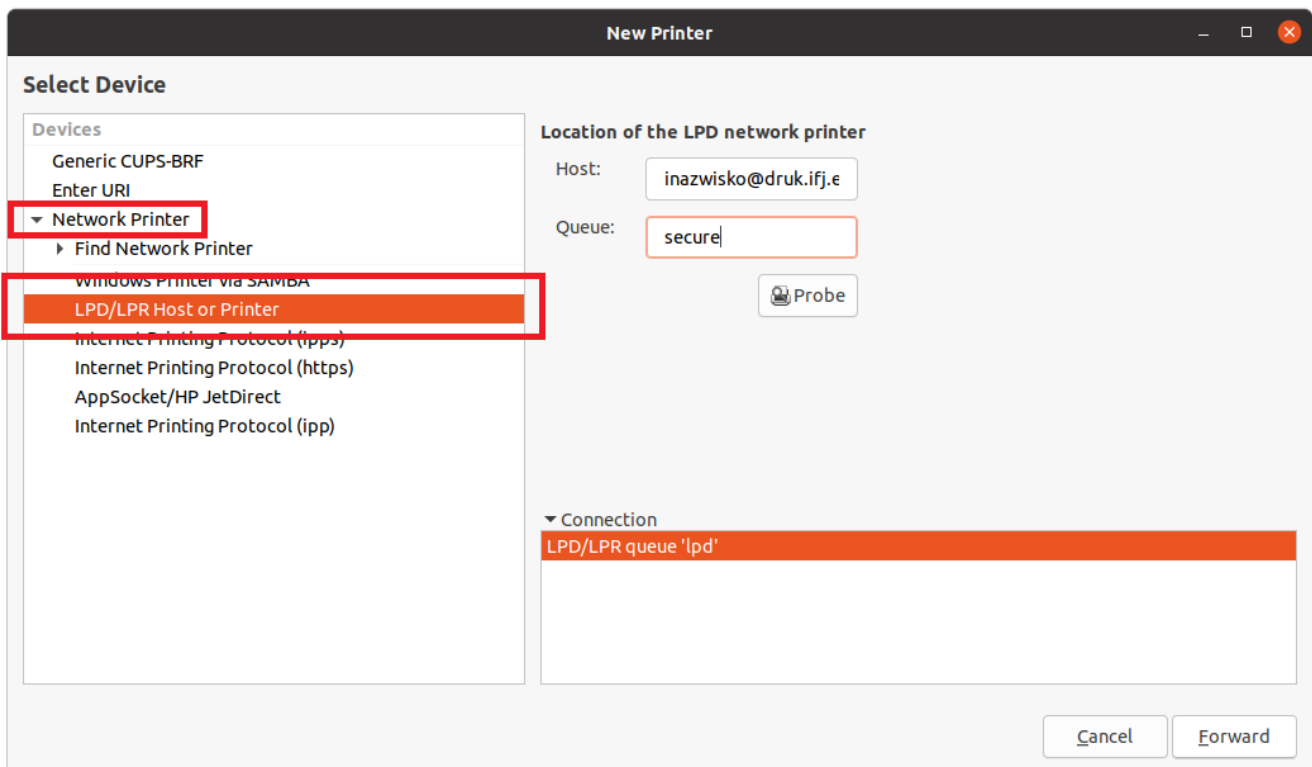 New Printer
Select Device
Devices
Generic CUPS-BRF
Enter URI
Network Printer
Find Network Printer
Windows Printer via SAMBA
LPD/LPR Host or Printer
Internet Printing Protocol (ipps)
Internet Printing Protocol (https)
AppSocket/HP JetDirect
Internet Printing Protocol (ipp)
Location of the LPD network printer
Host: inazwisko@druk.ifj.e
Queue: secure
Probe
Connection
LPD/LPR queue 'lpd'
Cancel Forward